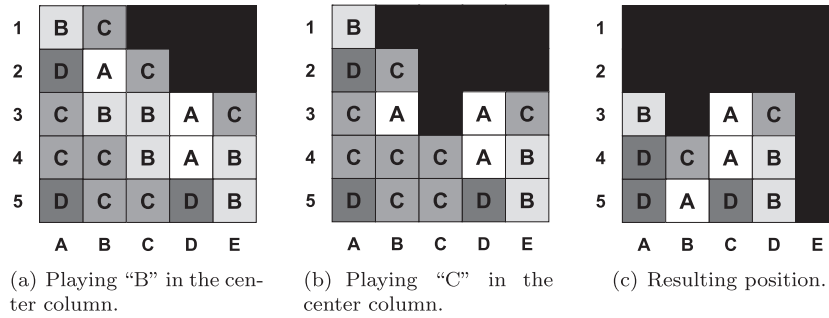 1 B C
2 D A C
3 C B B A C
4 C C B A B
5 D C C D B
A B C D E
(a) Playing “B” in the cen-
ter column.
1 B
2 D C
3 C A A C
4 C C C A B
5 D C C D B
A B C D E
(b) Playing “C” in the
center column.
1
2
3 B A C
4 D C A B
5 D A D B
A B C D E
(c) Resulting position.